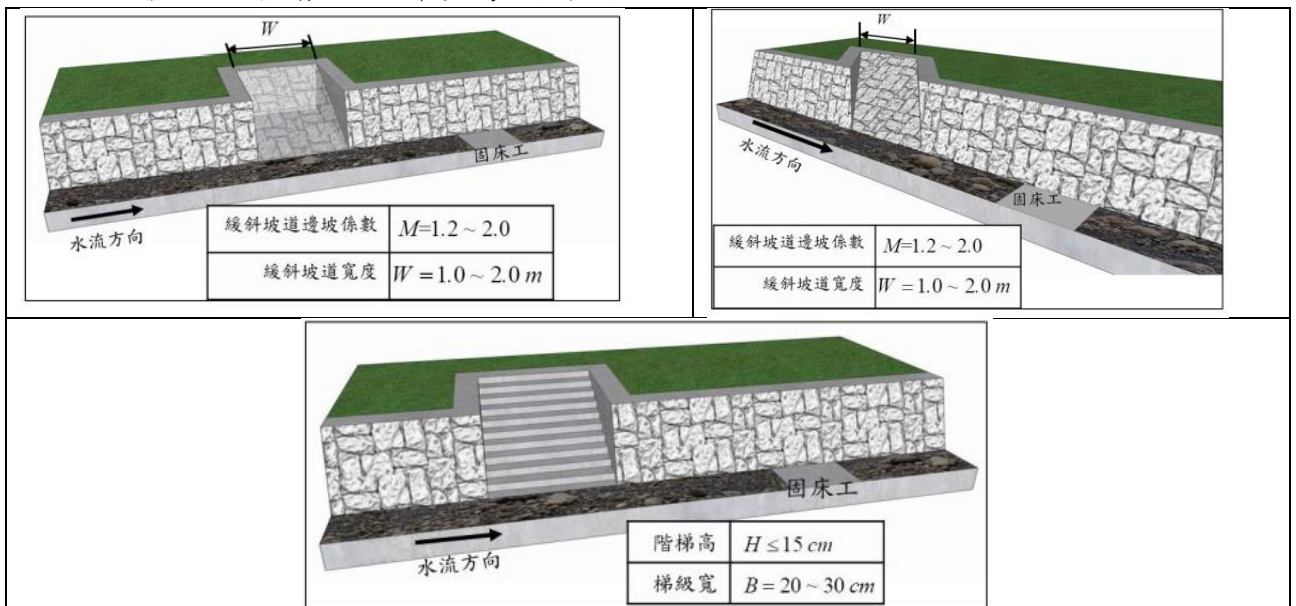 W
固床工
水流方向
緩斜坡道邊坡係數 M=1.2 ~ 2.0
緩斜坡道寬度 W = 1.0 ~ 2.0 m
W
水流方向
固床工
緩斜坡道邊坡係數 M=1.2 ~ 2.0
緩斜坡道寬度 W = 1.0 ~ 2.0 m
固床工
水流方向
階梯高 H ≤ 15 cm
梯級寬 B = 20 ~ 30 cm